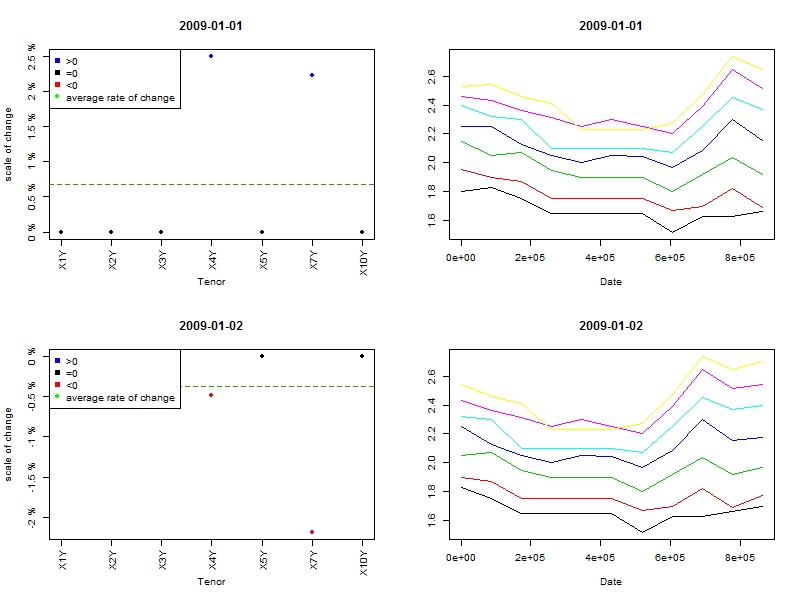 2009-01-01
scale of change
2.5 %
2 %
1.5 %
1 %
0.5 %
0 %
>0
=0
<0
average rate of change
X1Y X2Y X3Y X4Y X5Y X7Y X10Y
Tenor
2009-01-01
2.6
2.4
2.2
2.0
1.8
1.6
0e+00 2e+05 4e+05 6e+05 8e+05
Date
2009-01-02
scale of change
0 %
-0.5 %
-1 %
-1.5 %
-2 %
>0
=0
<0
average rate of change
X1Y X2Y X3Y X4Y X5Y X7Y X10Y
Tenor
2009-01-02
2.6
2.4
2.2
2.0
1.8
1.6
0e+00 2e+05 4e+05 6e+05 8e+05
Date